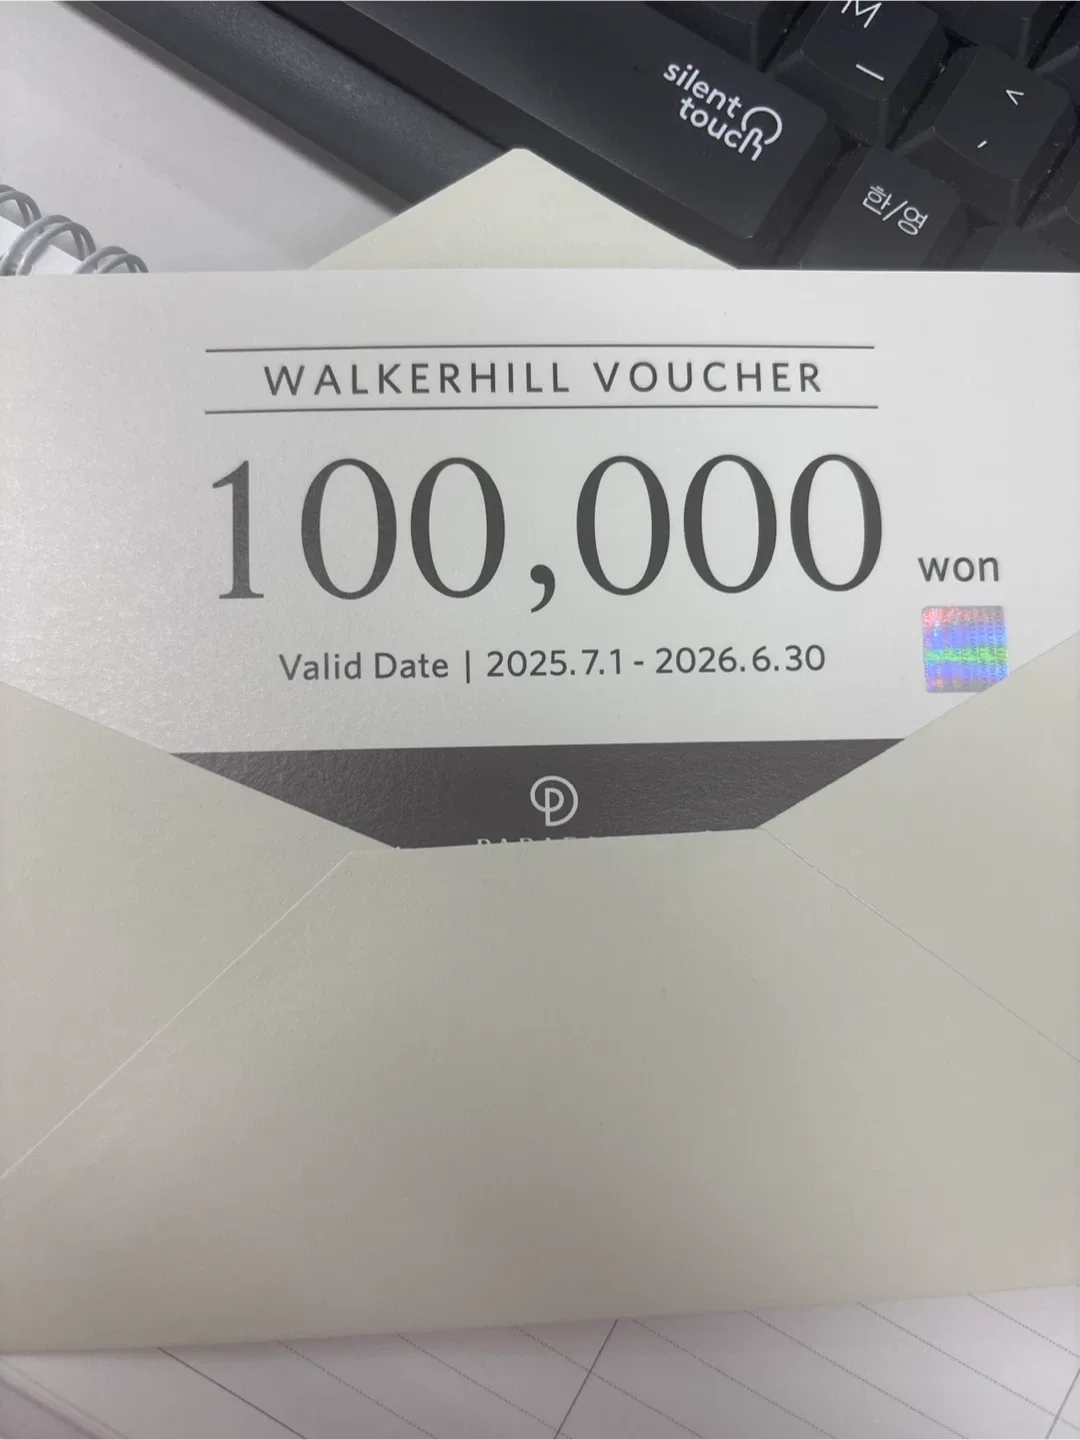 M
—
<
,
silent
touch
한/영
WALKERHILL VOUCHER
100,000 won
Valid Date | 2025.7.1 - 2026.6.30